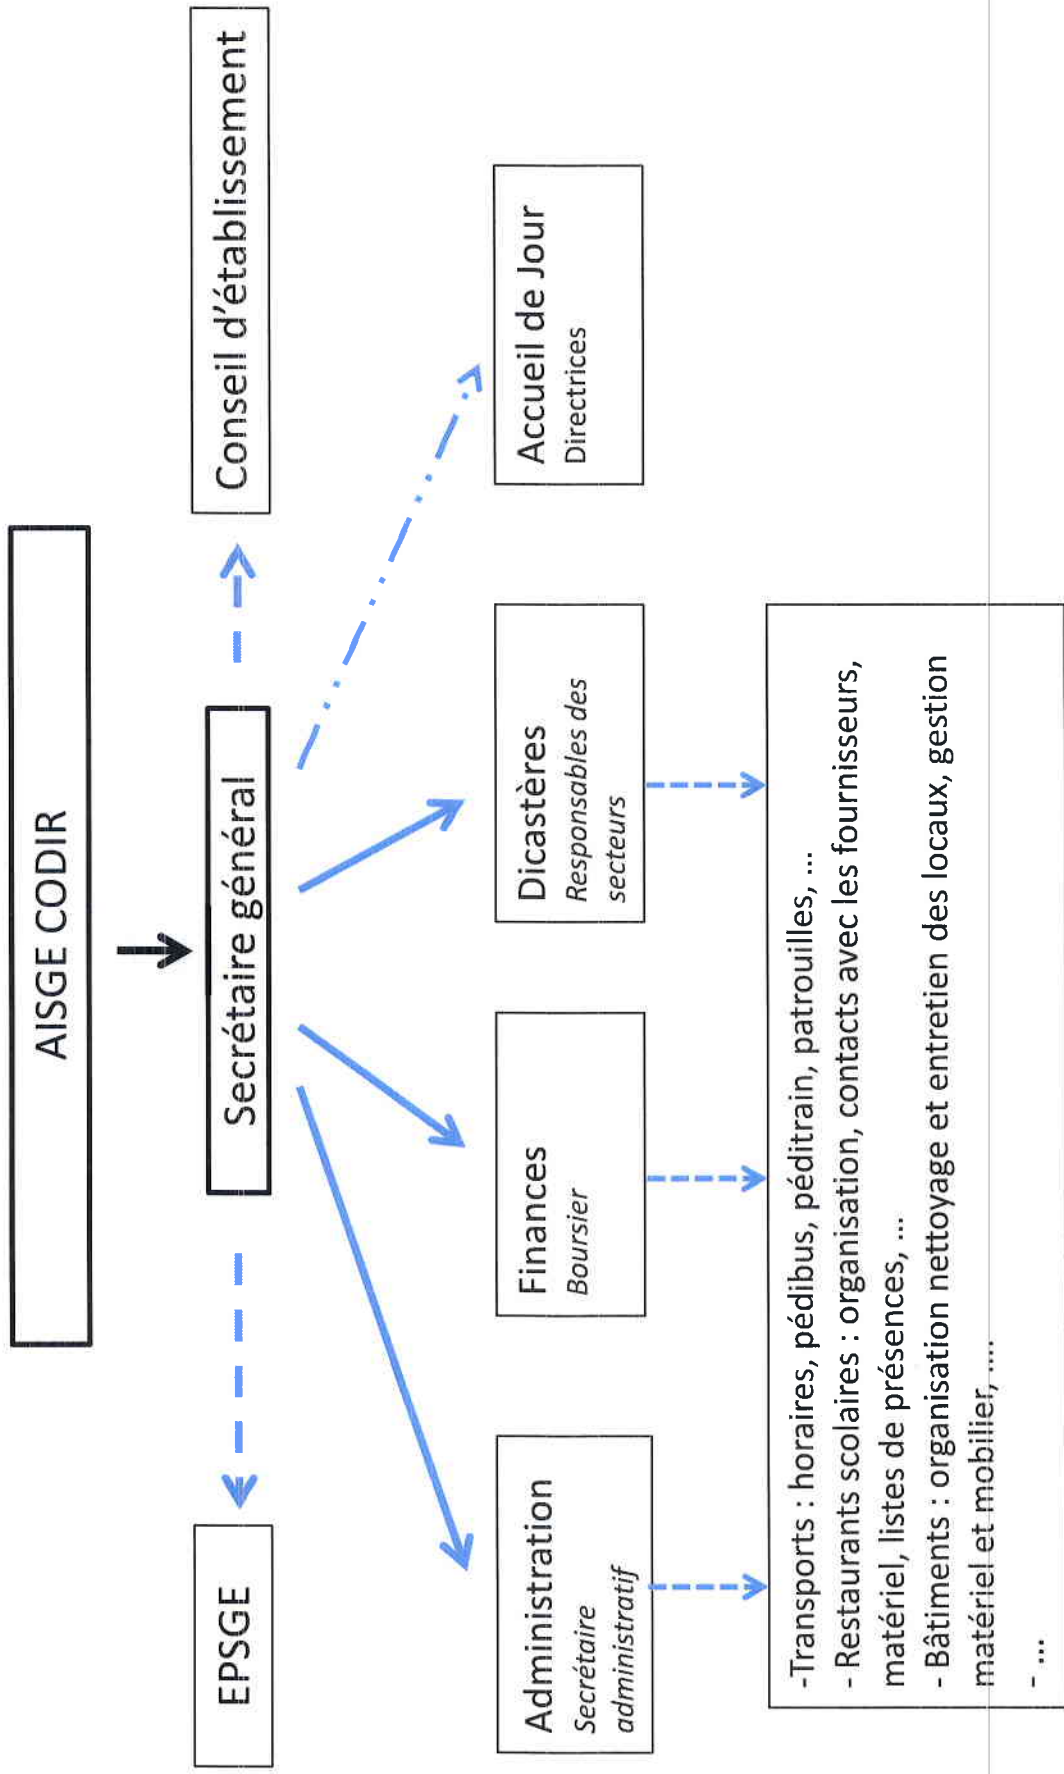 AISGE CODIR
EPSGE
Secrétaire général
Conseil d'établissement
Administration
Secrétaire
administratif
Finances
Boursier
Dicastères
Responsables des
secteurs
Accueil de Jour
Directrices
-Transports : horaires, pédibus, péditrain, patrouilles, ...
- Restaurants scolaires : organisation, contacts avec les fournisseurs,
matériel, listes de présences, ...
- Bâtiments : organisation nettoyage et entretien des locaux, gestion
matériel et mobilier, ....
- ...